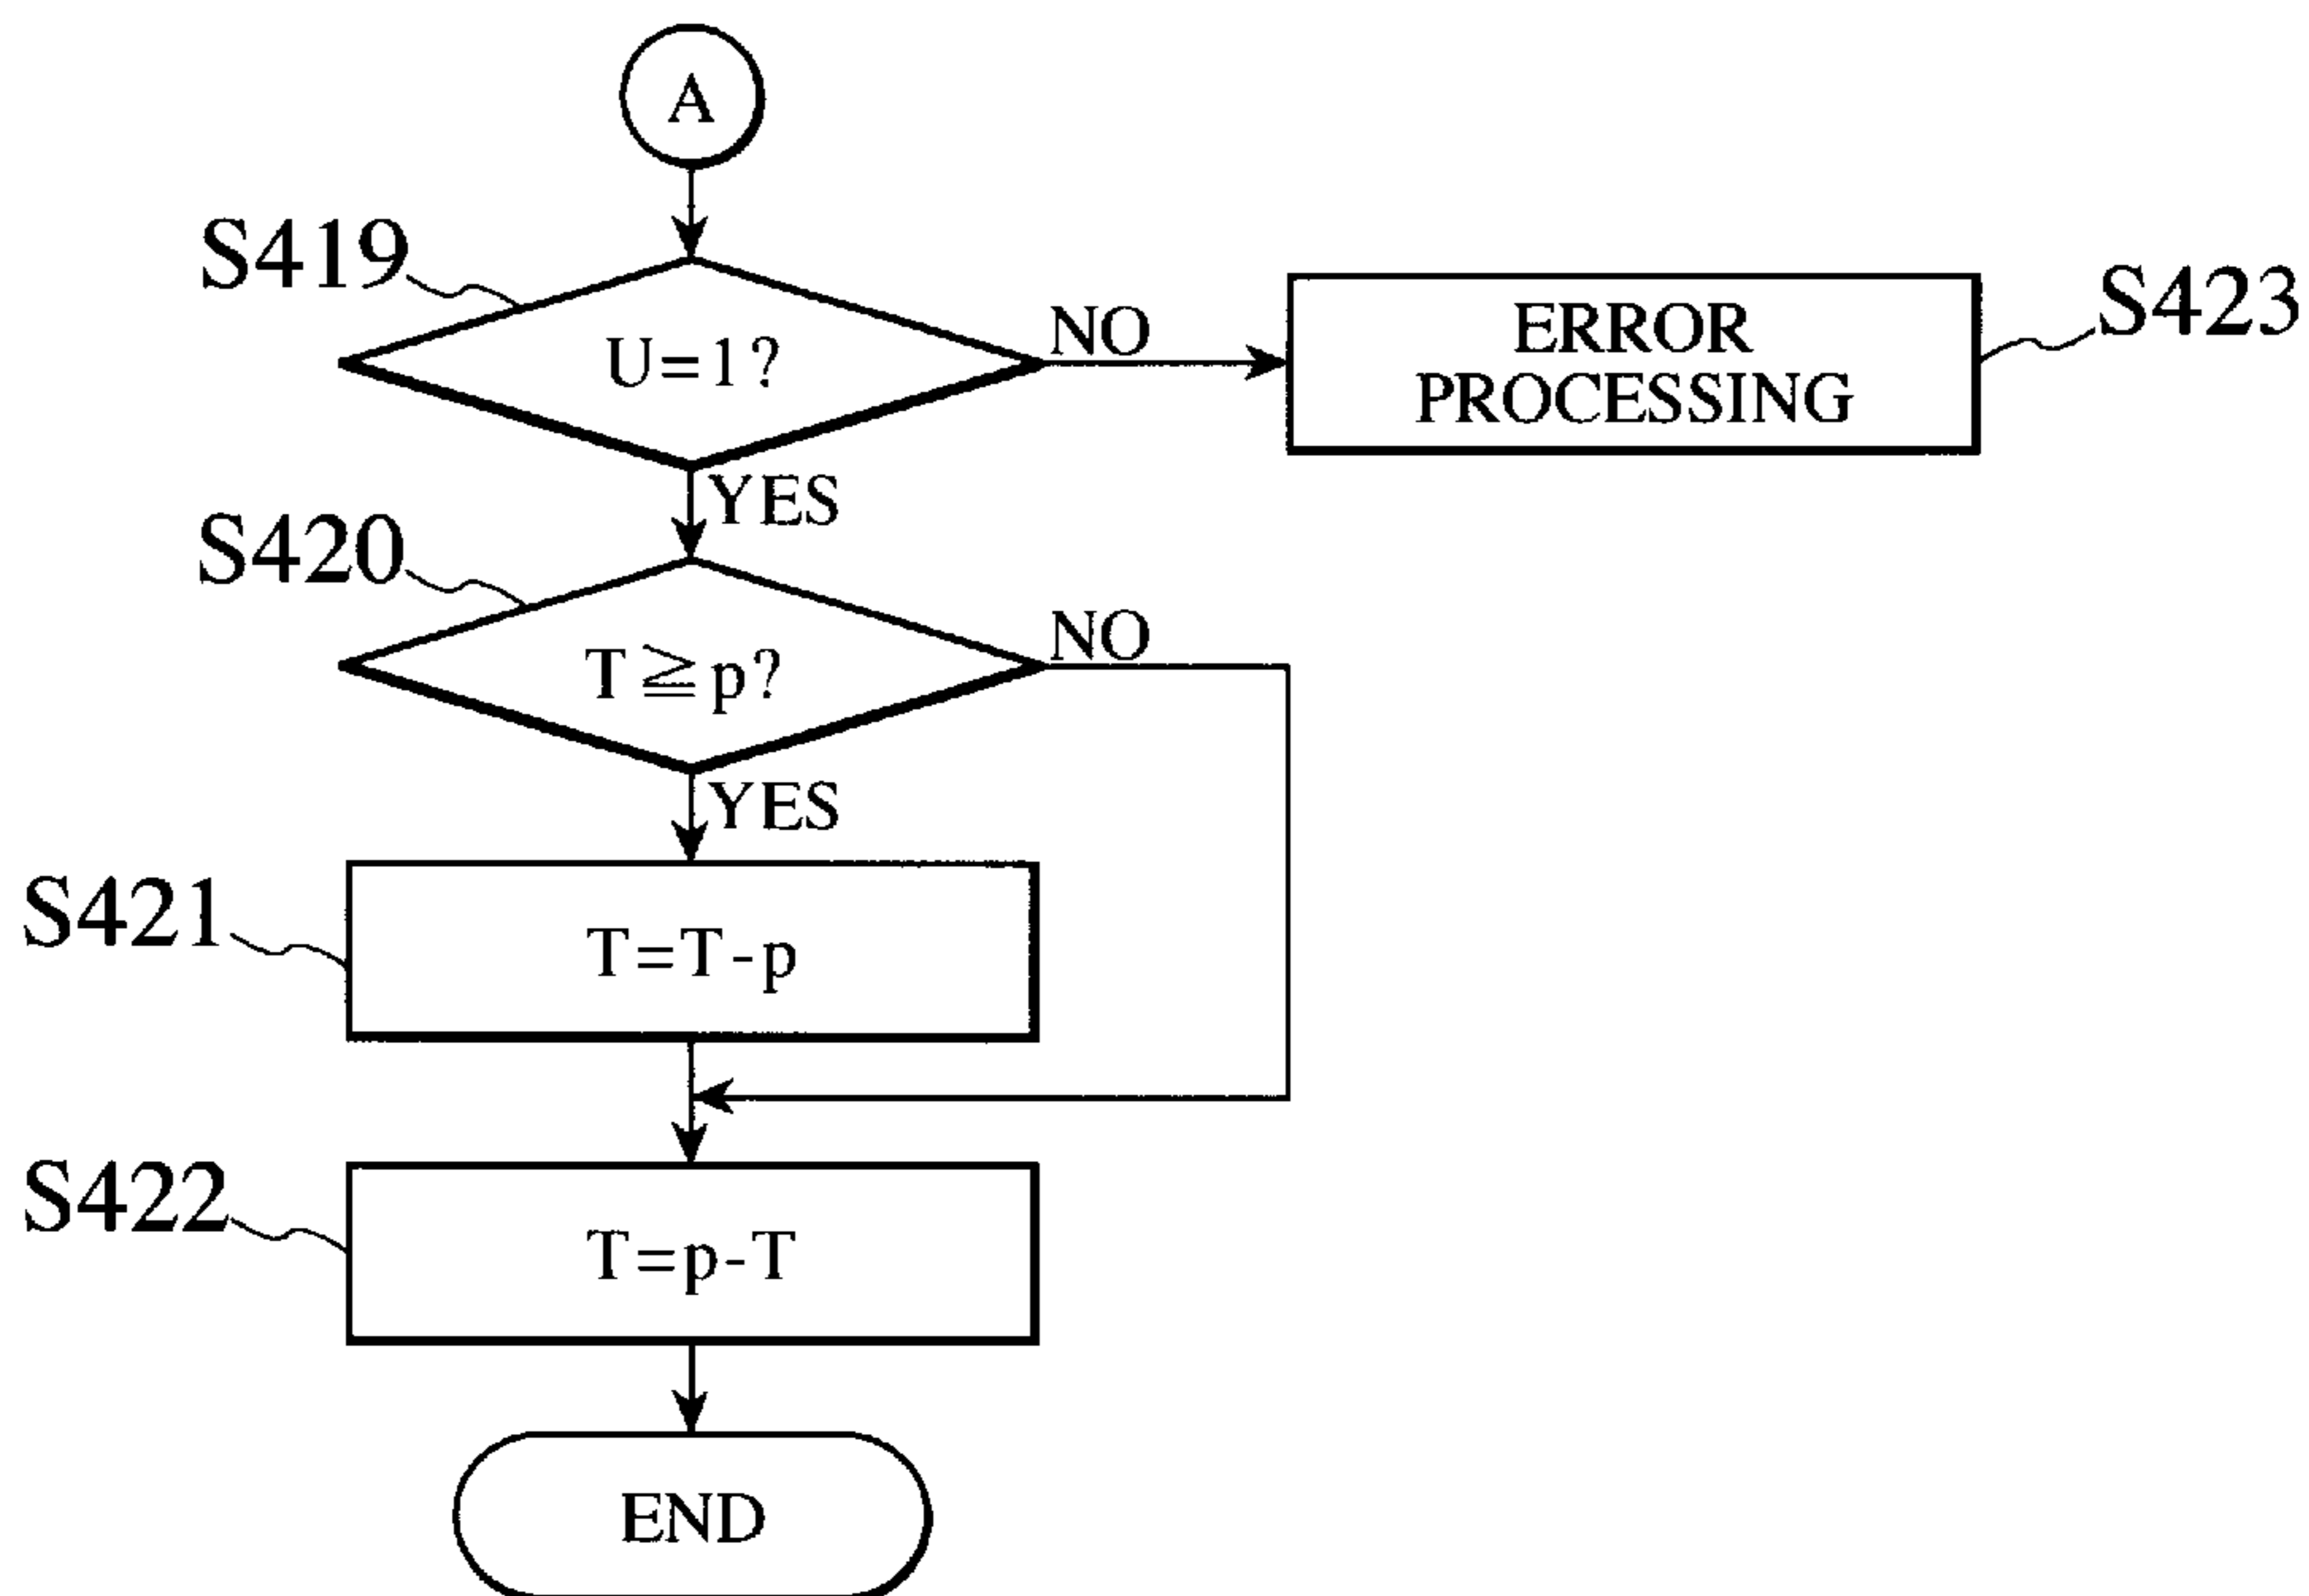 A
S419
U=1?
NO
ERROR
PROCESSING
S423
YES
S420
T≧p?
NO
YES
S421
T=T-p
S422
T=p-T
END